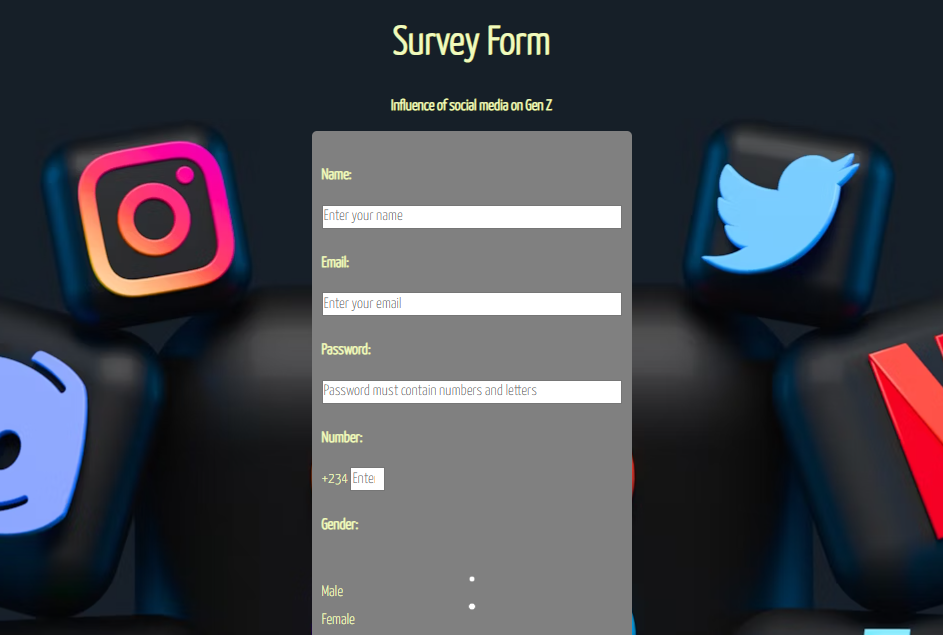 Survey Form
Influence of social media on Gen Z
Name:
Enter your name
Email:
Enter your email
Password:
Password must contain numbers and letters
Number:
+234 Enter
Gender:
Male
Female